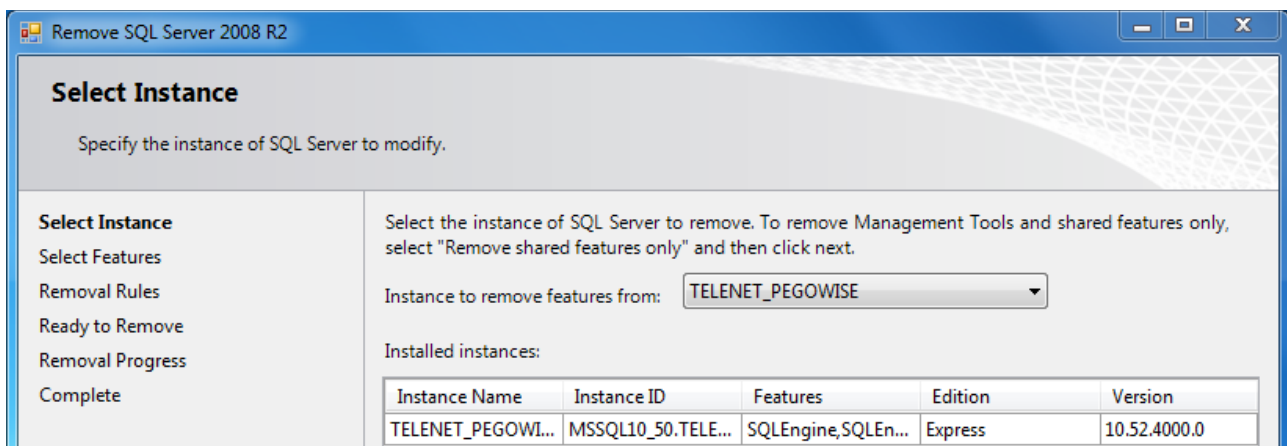 Remove SQL Server 2008 R2
Select Instance
Specify the instance of SQL Server to modify.
Select Instance
Select Features
Removal Rules
Ready to Remove
Removal Progress
Complete
Select the instance of SQL Server to remove. To remove Management Tools and shared features only,
select "Remove shared features only" and then click next.
Instance to remove features from: TELENET_PEGOWISE
Installed instances:
Instance Name Instance ID Features Edition Version
TELENET_PEGOWI... MSSQL10_50.TELE... SQLEngine,SQLEn... Express 10.52.4000.0